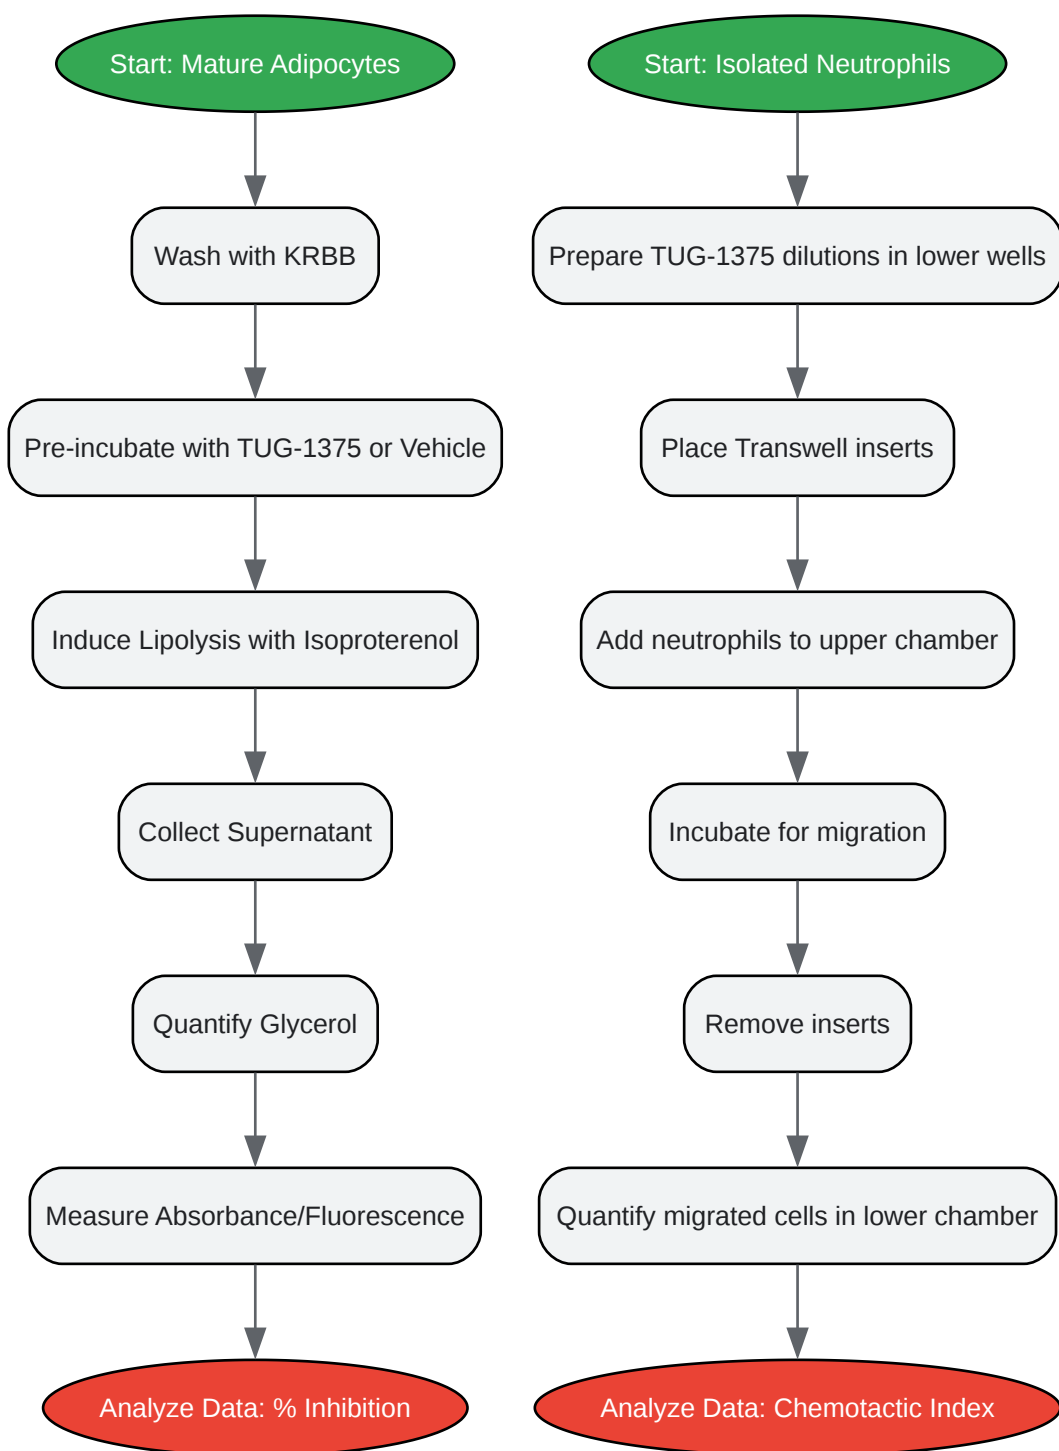 Start: Mature Adipocytes
Wash with KRBB
Pre-incubate with TUG-1375 or Vehicle
Induce Lipolysis with Isoproterenol
Collect Supernatant
Quantify Glycerol
Measure Absorbance/Fluorescence
Analyze Data: % Inhibition
Start: Isolated Neutrophils
Prepare TUG-1375 dilutions in lower wells
Place Transwell inserts
Add neutrophils to upper chamber
Incubate for migration
Remove inserts
Quantify migrated cells in lower chamber
Analyze Data: Chemotactic Index